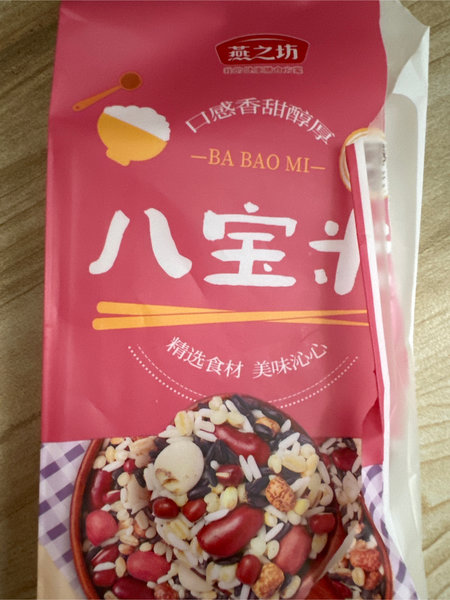 燕之坊
口感香甜醇厚
BA BAO MI
八宝米
精选食材 美味沁心